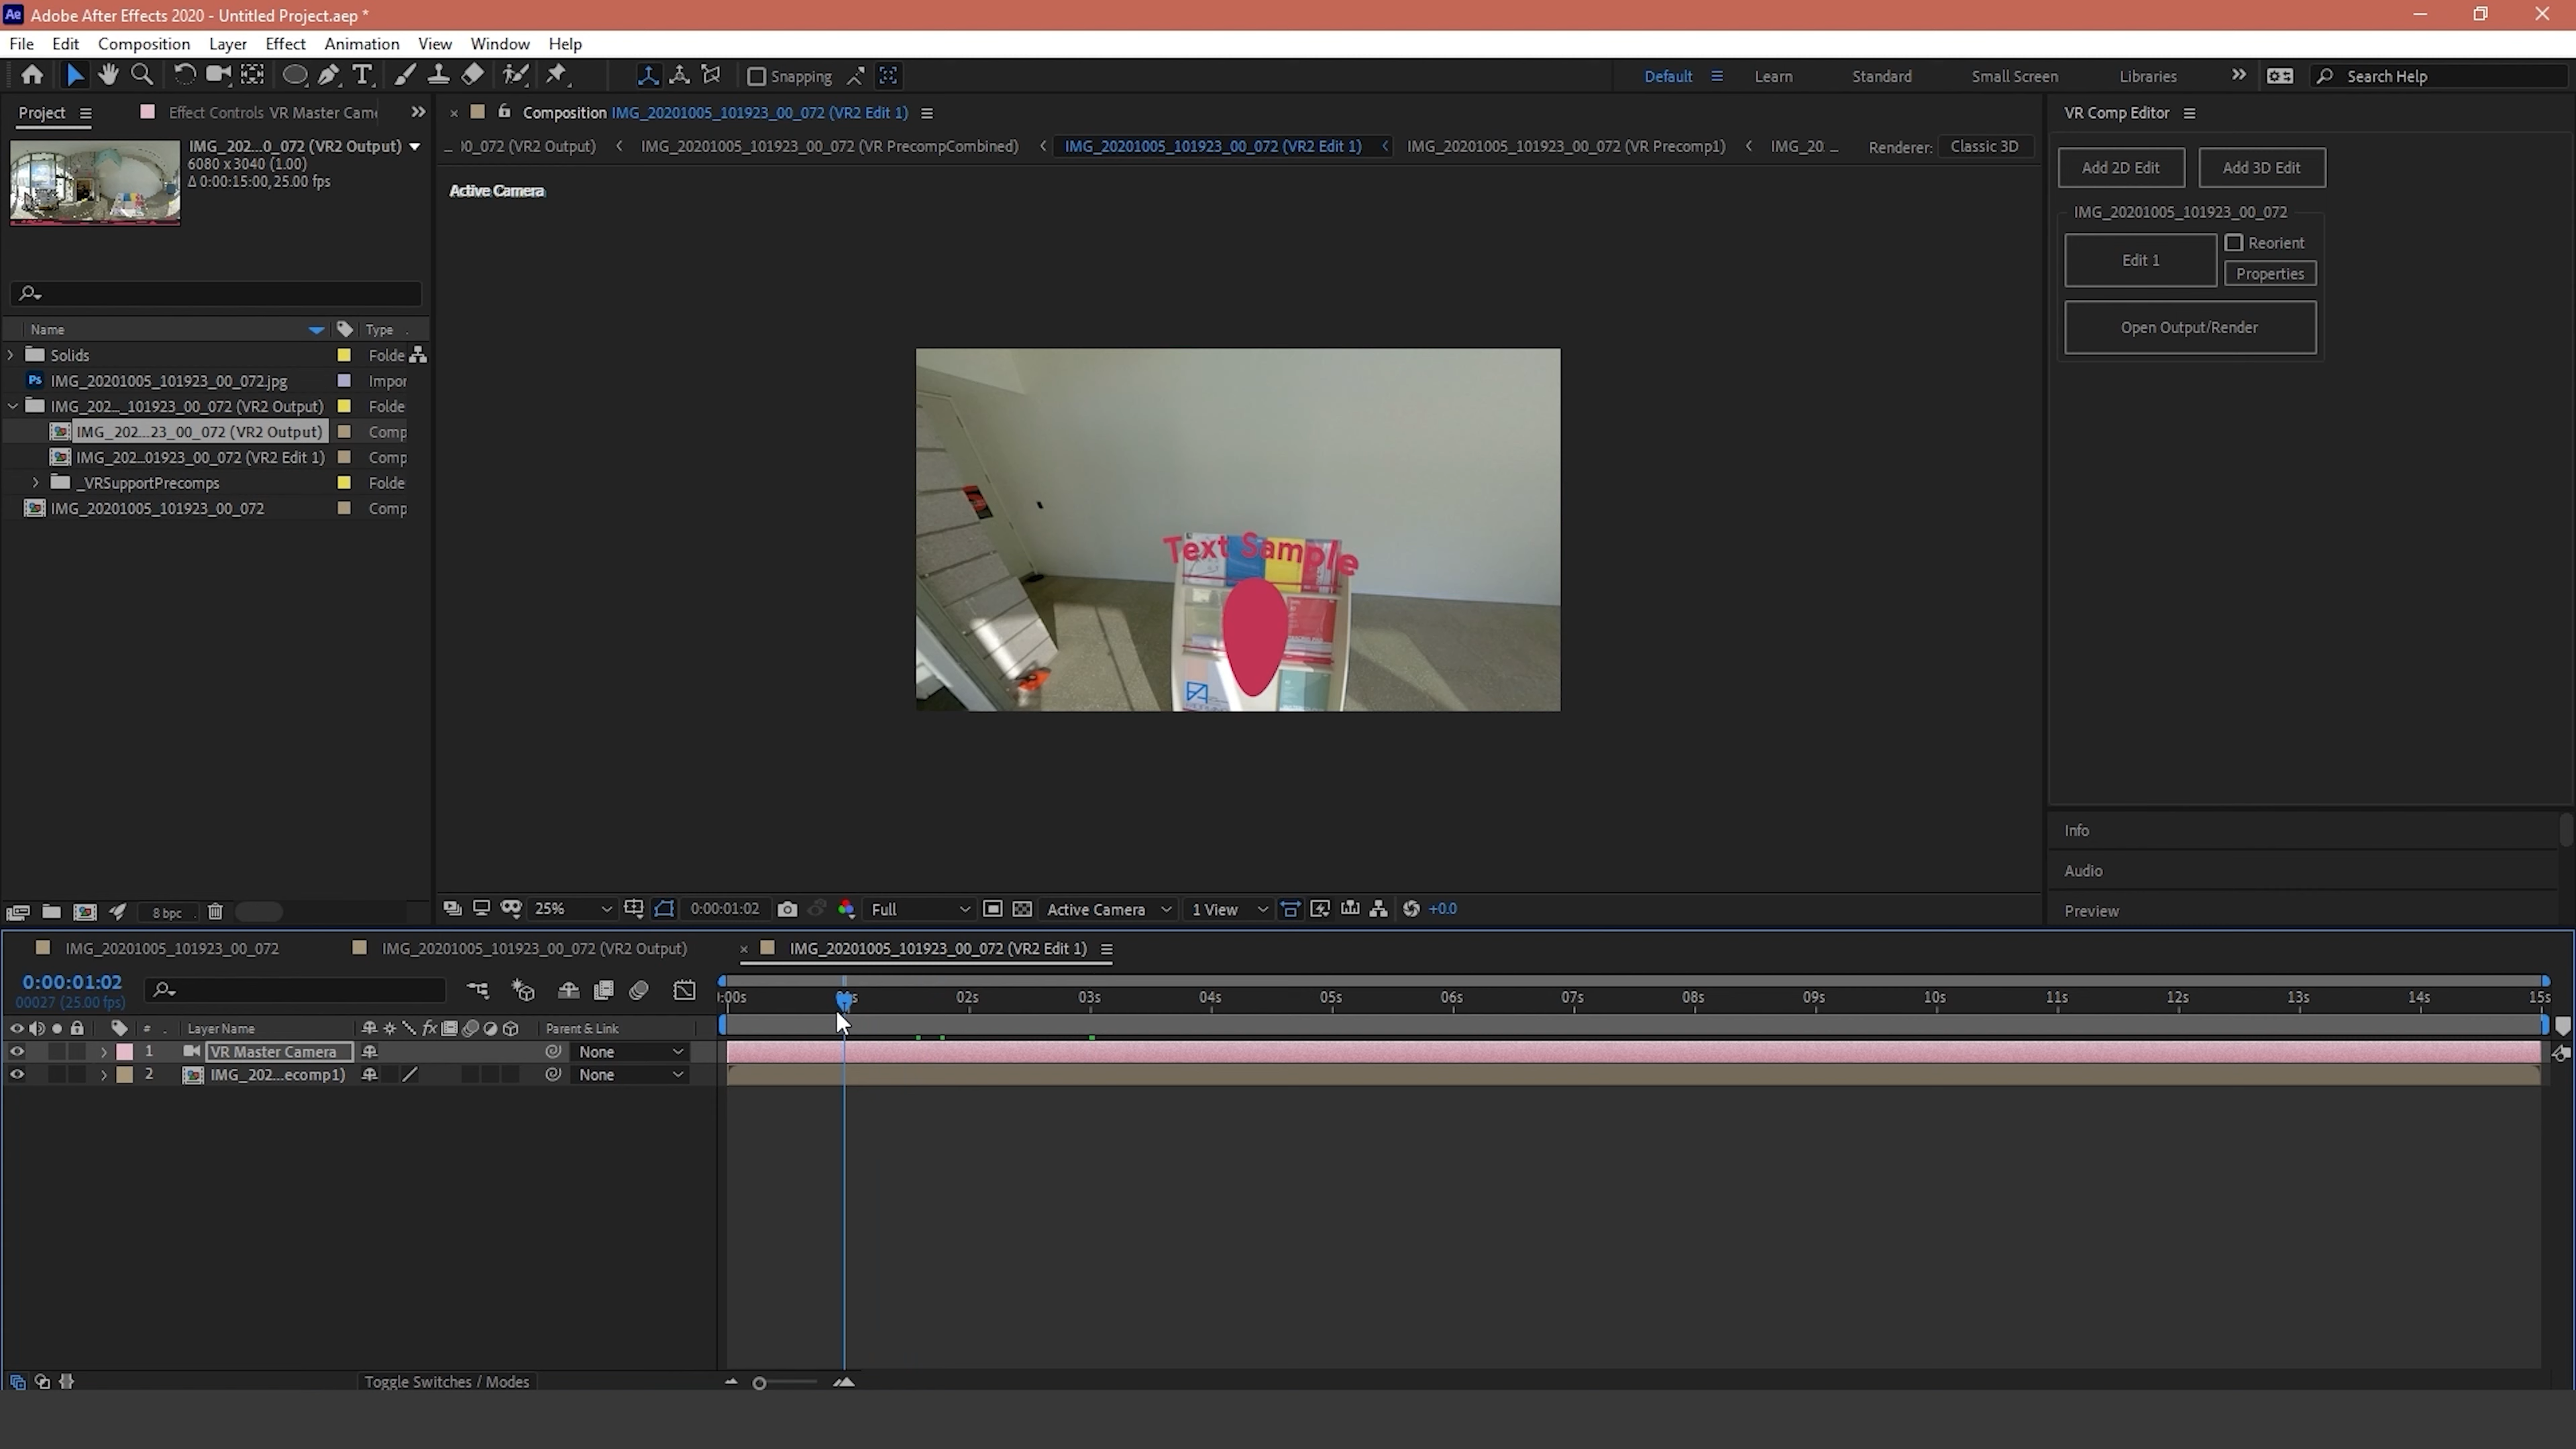 Ae Adobe After Effects 2020 - Untitled Project.aep *
File Edit Composition Layer Effect Animation View Window Help
Snapping Default Learn Standard Small Screen Libraries Search Help
Project Effect Controls VR Master Came
IMG_202...0_072 (VR2 Output)
6080 x 3040 (1.00)
Δ 0:00:15:00, 25.00 fps
Name Type
Solids Folde
Ps IMG_20201005_101923_00_072.jpg Impor
IMG_202..._101923_00_072 (VR2 Output) Folde
IMG_202...23_00_072 (VR2 Output) Comp
IMG_202...01923_00_072 (VR2 Edit 1) Comp
_VRSupportPrecomps Folde
IMG_20201005_101923_00_072 Comp
8 bpc
Composition IMG_20201005_101923_00_072 (VR2 Edit 1)
... )0_072 (VR2 Output) IMG_20201005_101923_00_072 (VR PrecompCombined) IMG_20201005_101923_00_072 (VR2 Edit 1) IMG_20201005_101923_00_072 (VR Precomp1) IMG_20 ... Renderer: Classic 3D
Active Camera
Text Sample
25% 0:00:01:02 Full Active Camera 1 View +0.0
VR Comp Editor
Add 2D Edit Add 3D Edit
IMG_20201005_101923_00_072
Edit 1 Reorient
Properties
Open Output/Render
Info
Audio
Preview
IMG_20201005_101923_00_072 IMG_20201005_101923_00_072 (VR2 Output) IMG_20201005_101923_00_072 (VR2 Edit 1)
0:00:01:02
00027 (25.00 fps)
):00s 02s 03s 04s 05s 06s 07s 08s 09s 10s 11s 12s 13s 14s 15s
# Layer Name fx Parent & Link
1 VR Master Camera None
2 IMG_202...ecomp1) None
Toggle Switches / Modes